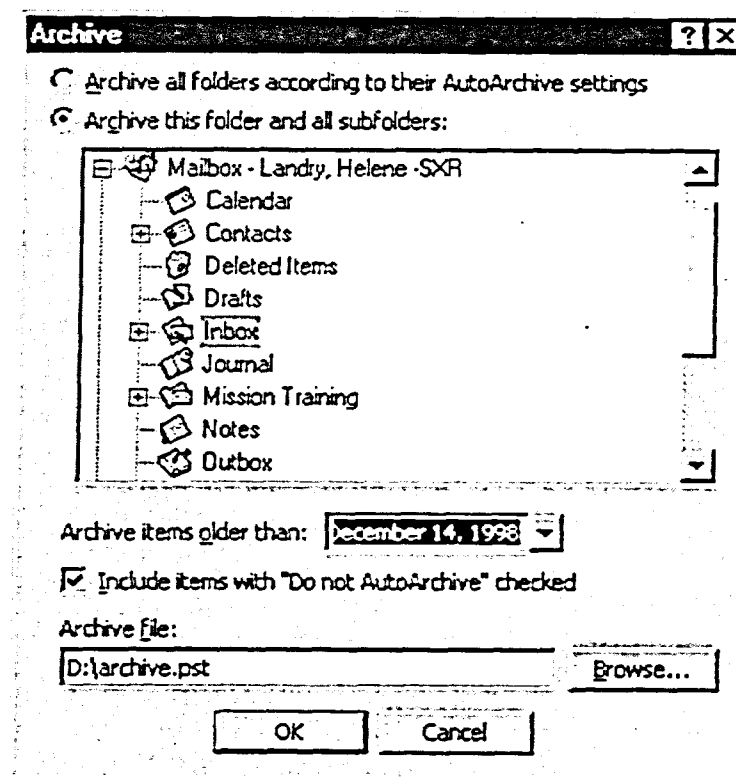 Archive ? X
Archive all folders according to their AutoArchive settings
Archive this folder and all subfolders:
Mailbox - Landry, Helene -SXR
Calendar
Contacts
Deleted Items
Drafts
Inbox
Journal
Mission Training
Notes
Outbox
Archive items older than: December 14, 1998
Include items with "Do not AutoArchive" checked
Archive file:
D:\archive.pst Browse...
OK Cancel